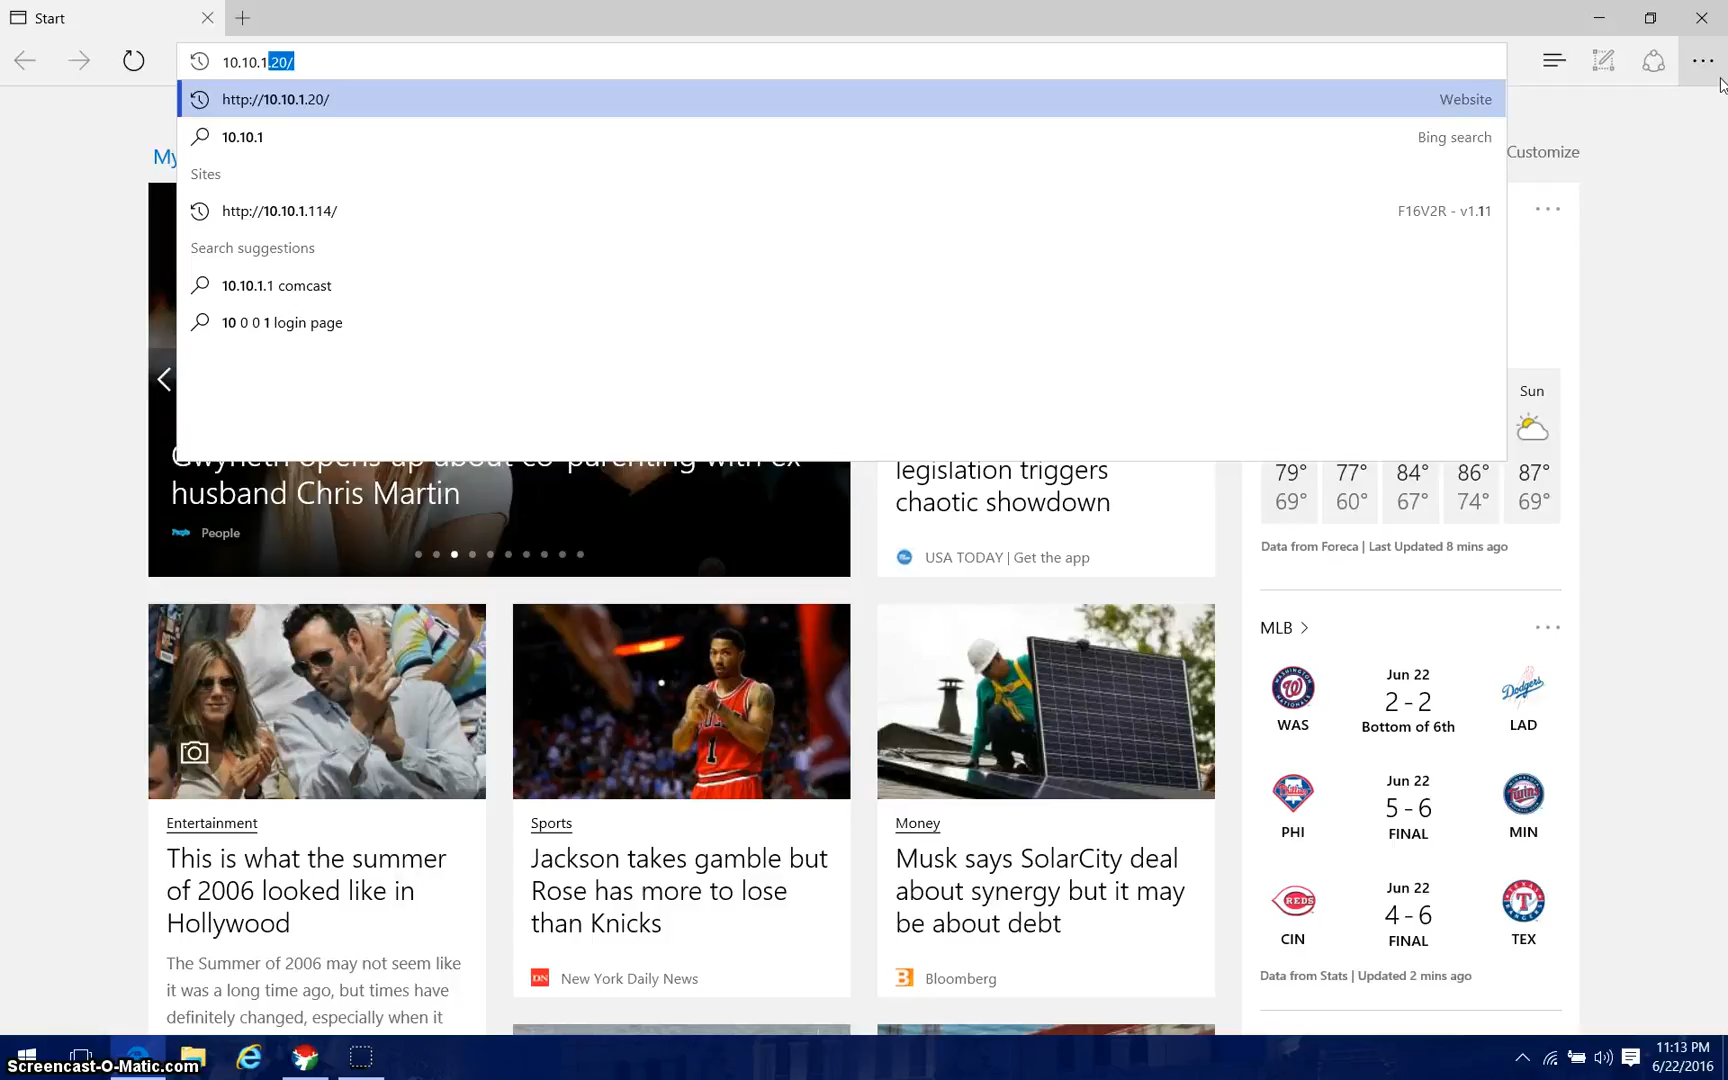 Start
10.10.1.20/
http://10.10.1.20/ Website
10.10.1 Bing search
Sites
http://10.10.1.114/ F16V2R - v1.11
Search suggestions
10.10.1.1 comcast
10 0 0 1 login page
My
Customize
Gwyneth opens up about co-parenting with ex-
husband Chris Martin
People
legislation triggers
chaotic showdown
USA TODAY | Get the app
Sun
79° 77° 84° 86° 87°
69° 60° 67° 74° 69°
Data from Foreca | Last Updated 8 mins ago
MLB
Jun 22
2 - 2
WAS Bottom of 6th LAD
Jun 22
5 - 6
PHI FINAL MIN
Jun 22
4 - 6
CIN FINAL TEX
Data from Stats | Updated 2 mins ago
Entertainment
This is what the summer
of 2006 looked like in
Hollywood
The Summer of 2006 may not seem like
it was a long time ago, but times have
definitely changed, especially when it
Sports
Jackson takes gamble but
Rose has more to lose
than Knicks
New York Daily News
Money
Musk says SolarCity deal
about synergy but it may
be about debt
Bloomberg
Screencast-O-Matic.com
11:13 PM
6/22/2016